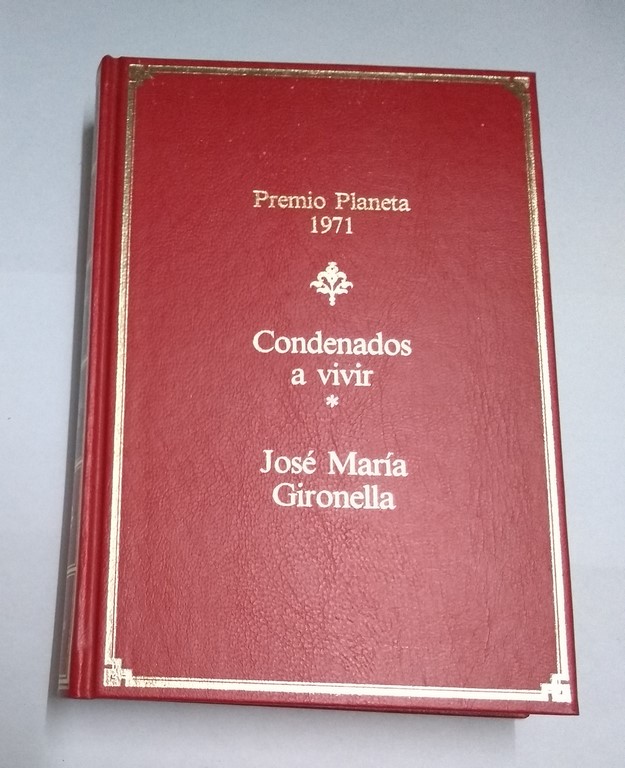 Premio Planeta
1971
Condenados
a vivir
*
José María
Gironella